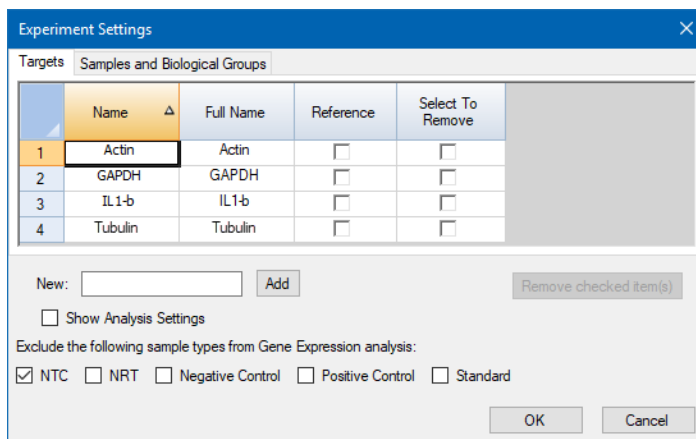 Experiment Settings
Targets Samples and Biological Groups
Name Full Name Reference Select To Remove
1 Actin Actin
2 GAPDH GAPDH
3 IL1-b IL1-b
4 Tubulin Tubulin
New: Add Remove checked item(s)
Show Analysis Settings
Exclude the following sample types from Gene Expression analysis:
NTC NRT Negative Control Positive Control Standard
OK Cancel